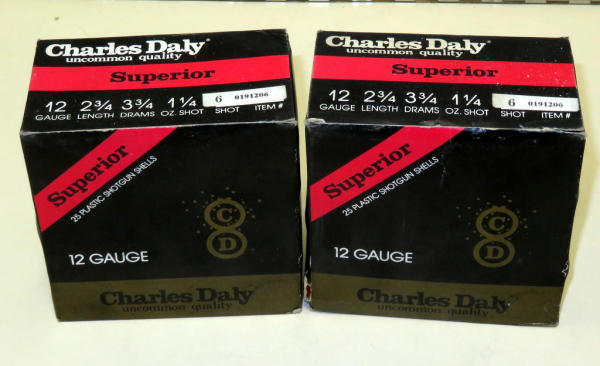 Charles Daly®
uncommon quality
Superior
12 2¾ 3¾ 1¼ 6 0191206
GAUGE LENGTH DRAMS OZ. SHOT SHOT ITEM #
Superior
25 PLASTIC SHOTGUN SHELLS
C
D
12 GAUGE
Charles Daly®
uncommon quality
Charles Daly®
uncommon quality
Superior
12 2¾ 3¾ 1¼ 6 0191206
GAUGE LENGTH DRAMS OZ. SHOT SHOT ITEM #
Superior
25 PLASTIC SHOTGUN SHELLS
C
D
12 GAUGE
Charles Daly®
uncommon quality